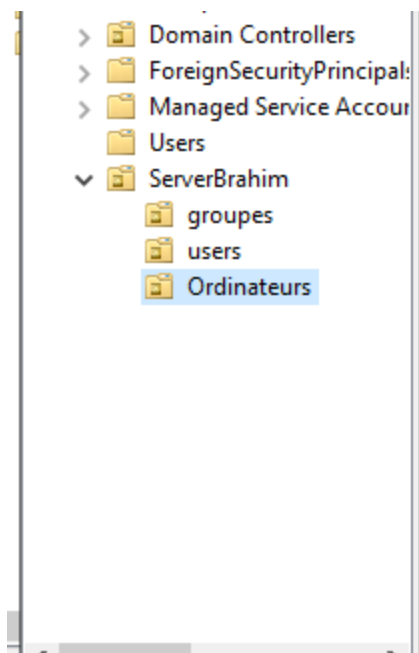 Domain Controllers
ForeignSecurityPrincipals
Managed Service Accour
Users
ServerBrahim
groupes
users
Ordinateurs